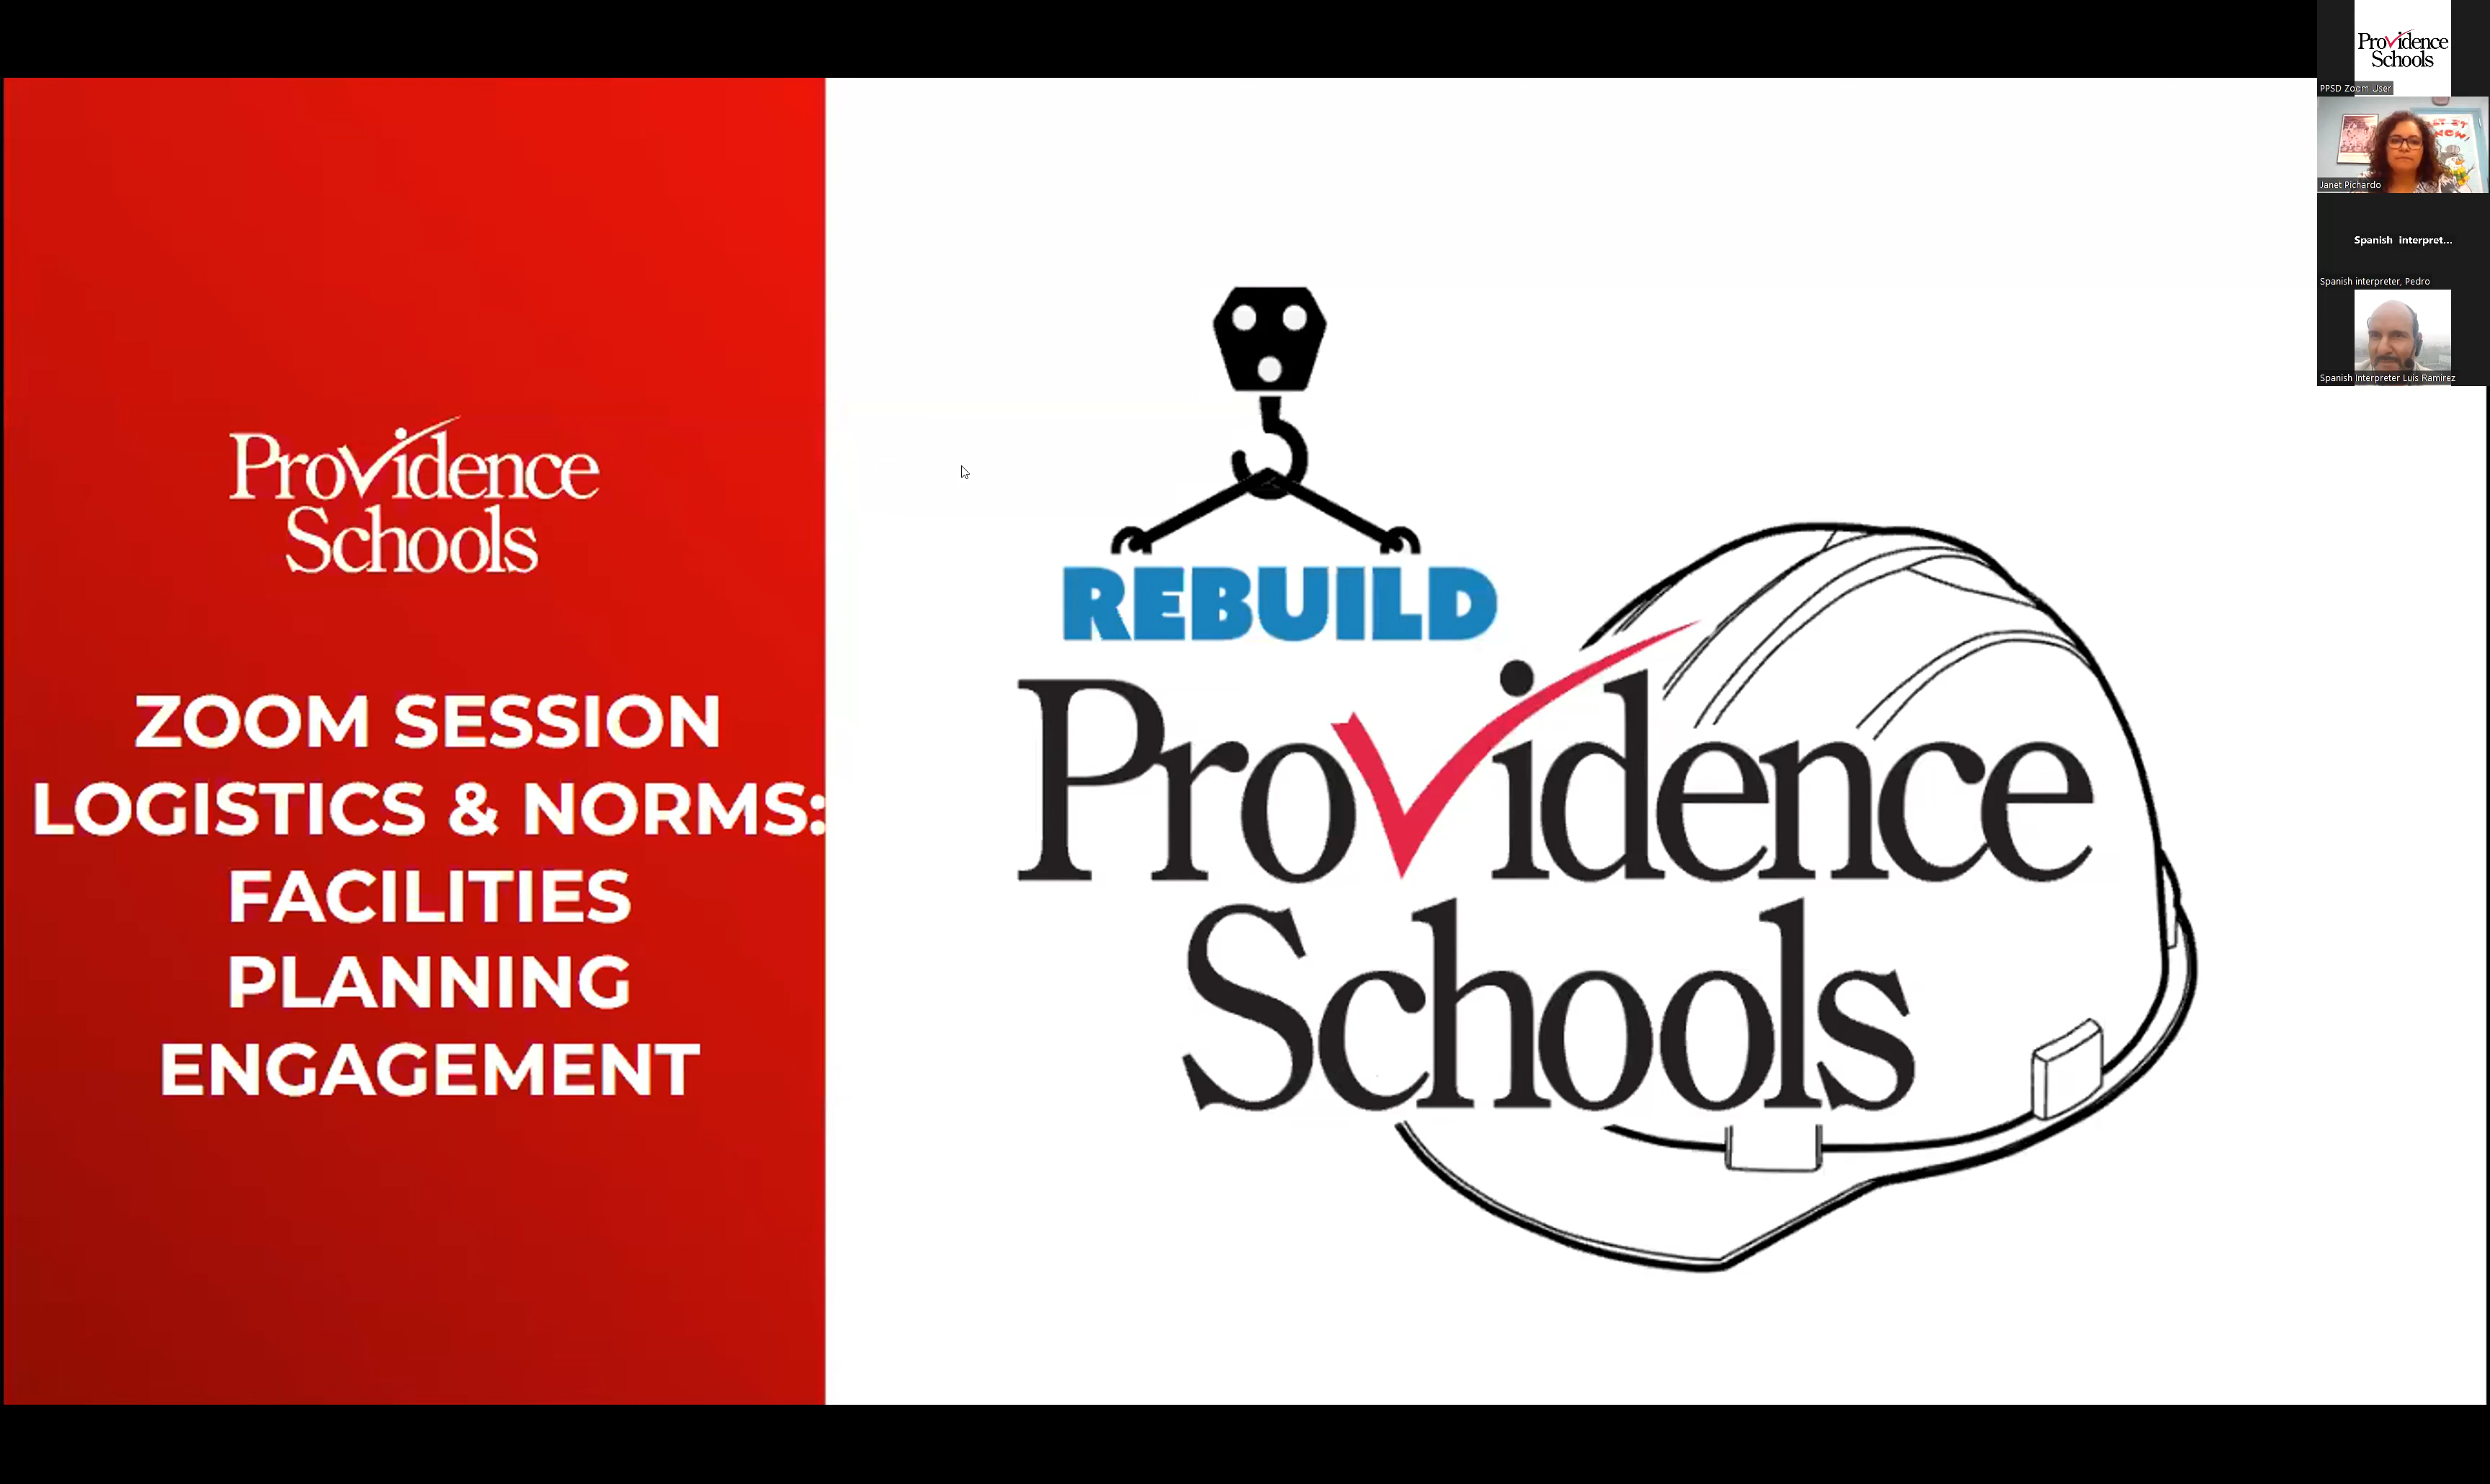 Providence
Schools
ZOOM SESSION
LOGISTICS & NORMS:
FACILITIES
PLANNING
ENGAGEMENT
REBUILD
Providence
Schools
Providence
Schools
PPSD Zoom User
NOW!
Janet Pichardo
Spanish interpret...
Spanish interpreter, Pedro
Spanish Interpreter Luis Ramirez